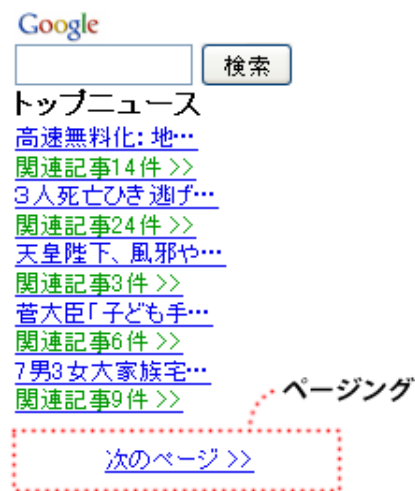 Google
検索
トップニュース
高速無料化: 地…
関連記事14件 >>
3人死亡ひき逃げ…
関連記事24件 >>
天皇陛下、風邪や…
関連記事3件 >>
菅大臣「子ども手…
関連記事6件 >>
7男3女大家族宅…
関連記事9件 >>
ページング
次のページ >>